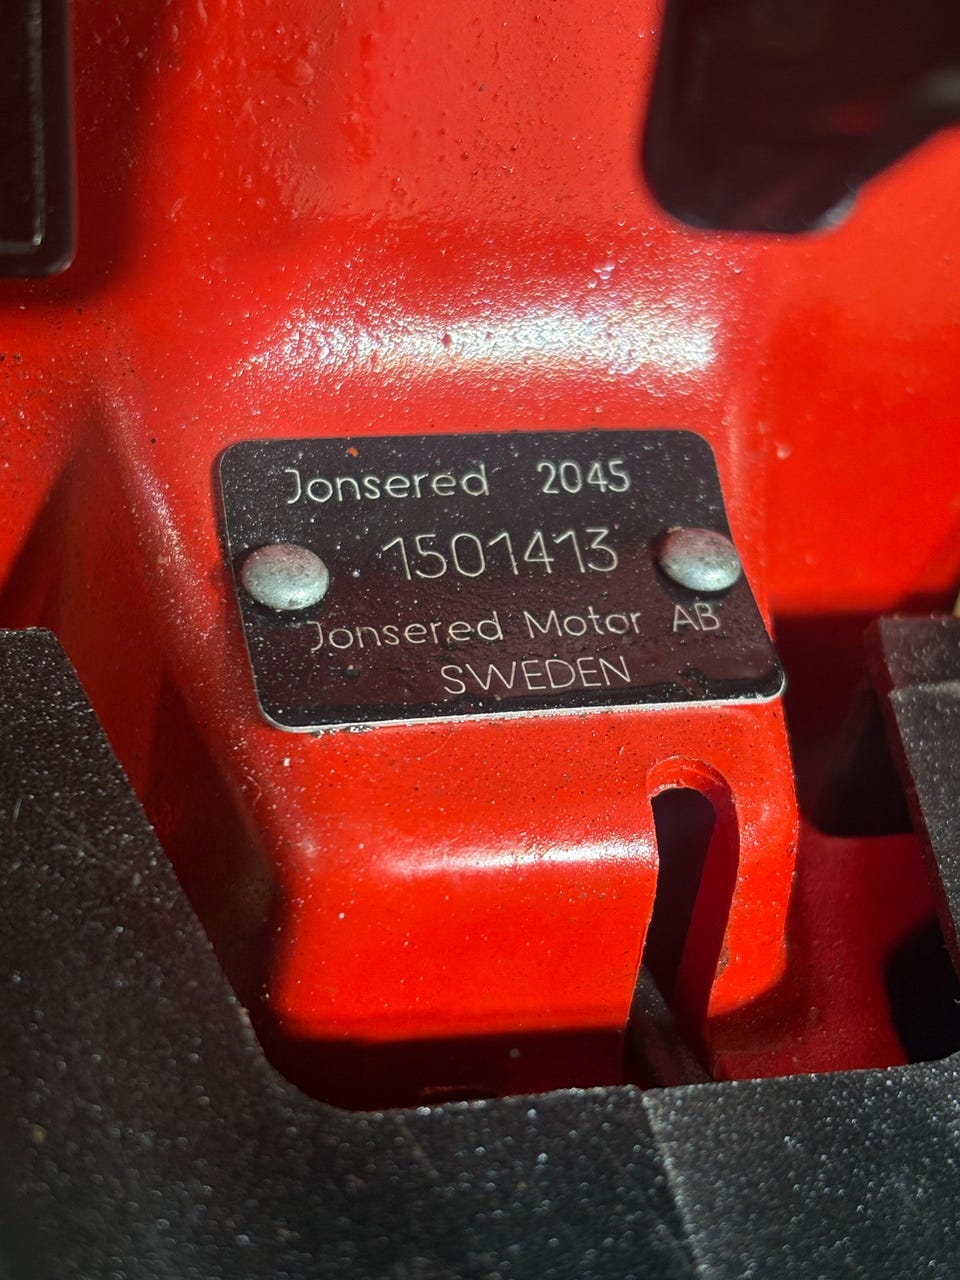 Jonsered 2045
1501413
Jonsered Motor AB
SWEDEN